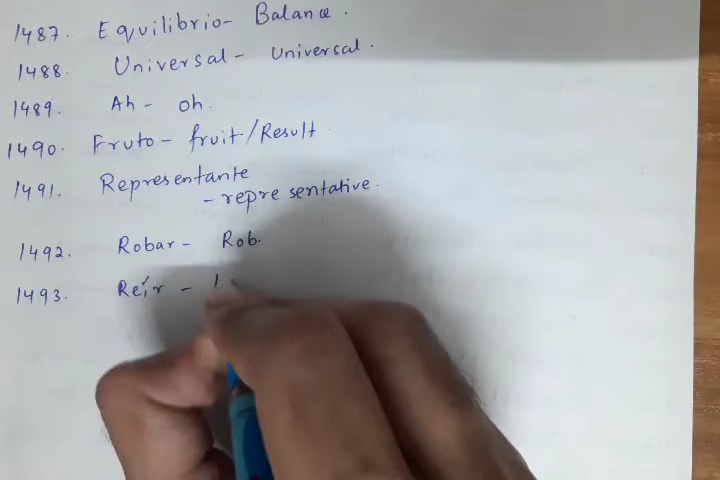 1487. Equilibrio- Balance.
1488. Universal- universal.
1489. Ah- oh.
1490. Fruto- fruit/Result.
1491. Representante
- representative.
1492. Robar- Rob.
1493. Reír -